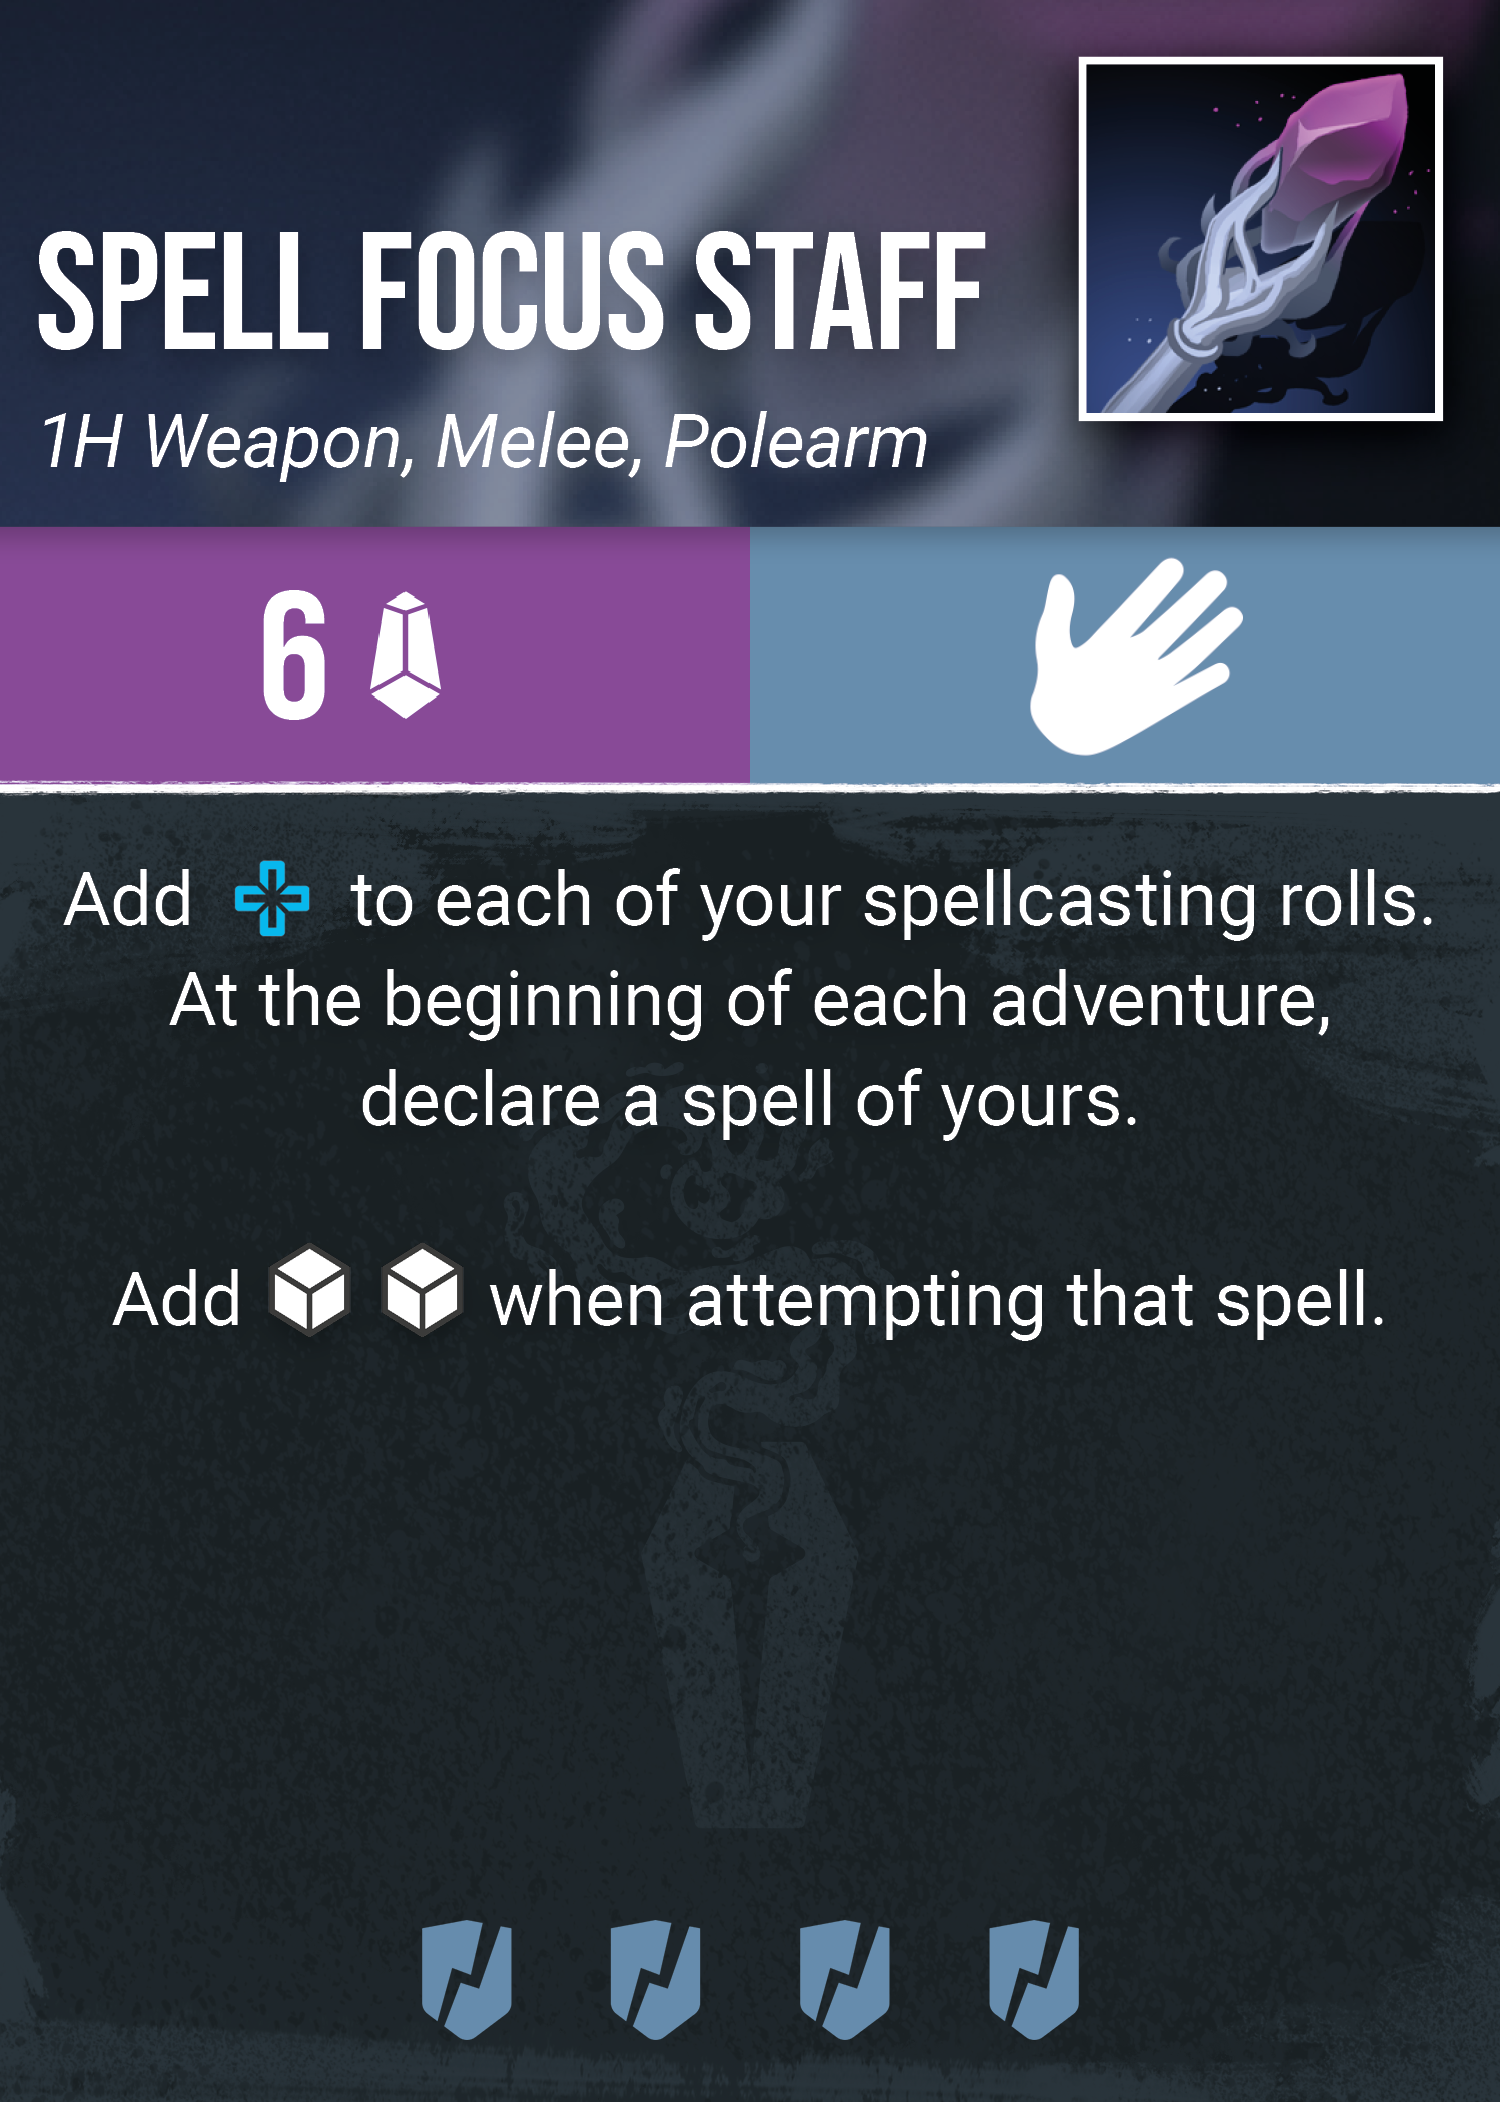 SPELL FOCUS STAFF
1H Weapon, Melee, Polearm
6
Add to each of your spellcasting rolls.
At the beginning of each adventure,
declare a spell of yours.
Add when attempting that spell.